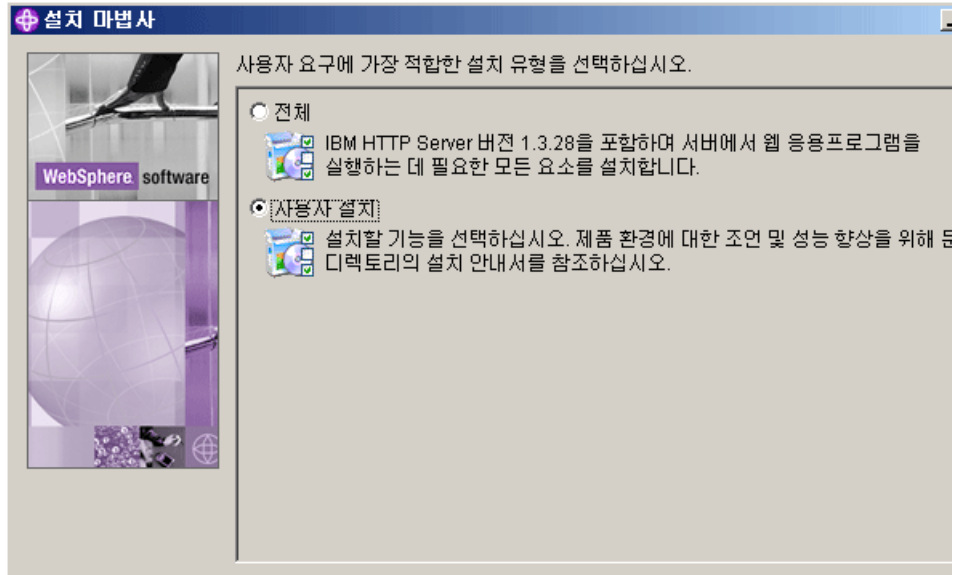 설치 마법사
사용자 요구에 가장 적합한 설치 유형을 선택하십시오.
전체
IBM HTTP Server 버전 1.3.28을 포함하며 서버에서 웹 응용프로그램을
실행하는 데 필요한 모든 요소를 설치합니다.
WebSphere software
사용자 설치
설치할 기능을 선택하십시오. 제품 환경에 대한 조언 및 성능 향상을 위해
디렉토리의 설치 안내서를 참조하십시오.